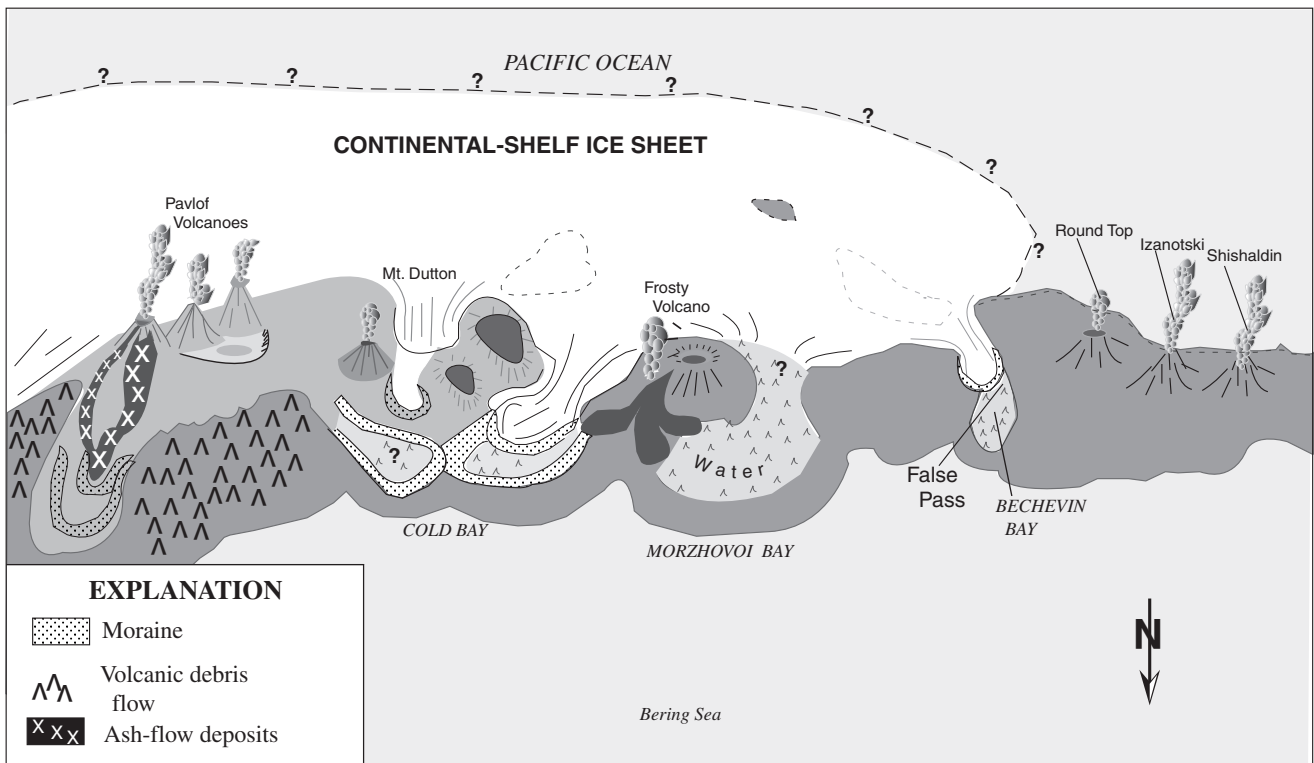 PACIFIC OCEAN
? ? ? ? ? ? ?
CONTINENTAL-SHELF ICE SHEET
Pavlof
Volcanoes
Mt. Dutton
Frosty
Volcano
Round Top
Izanotski
Shishaldin
?
?
X X X X X X X X X X X X X
Water
False
Pass
BECHEVIN
BAY
COLD BAY
MORZHOVOI BAY
EXPLANATION
Moraine
Volcanic debris
flow
X X X
Ash-flow deposits
N
Bering Sea